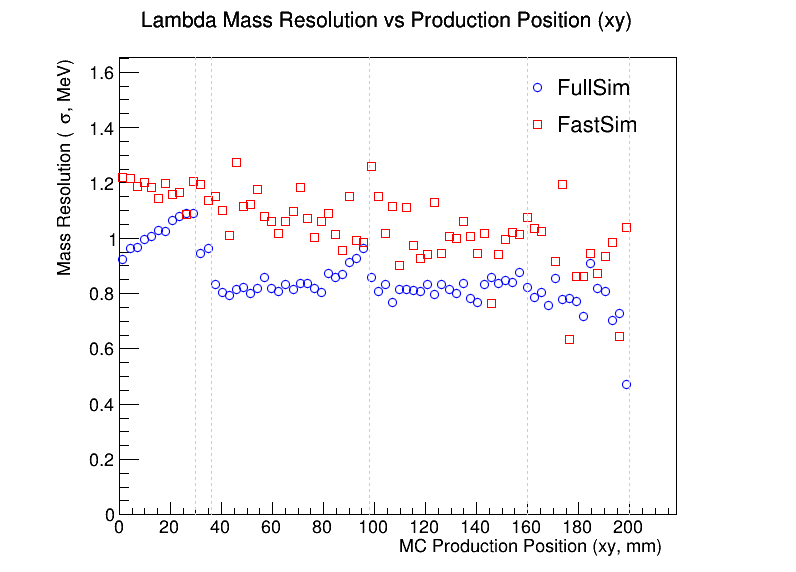 Lambda Mass Resolution vs Production Position (xy)
Mass Resolution ( σ, MeV)
1.6
1.4
1.2
1
0.8
0.6
0.4
0.2
0
FullSim
FastSim
0 20 40 60 80 100 120 140 160 180 200
MC Production Position (xy, mm)